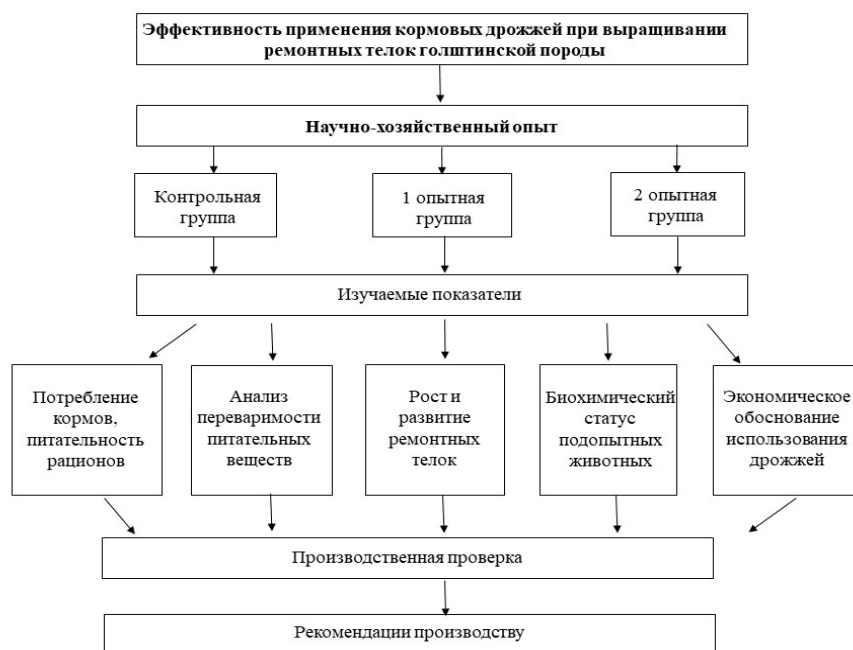 Эффективность применения кормовых дрожжей при выращивании
ремонтных телок голштинской породы
Научно-хозяйственный опыт
Контрольная
группа
1 опытная
группа
2 опытная
группа
Изучаемые показатели
Потребление
кормов,
питательность
рационов
Анализ
переваримости
питательных
веществ
Рост и
развитие
ремонтных
телок
Биохимический
статус
подопытных
животных
Экономическое
обоснование
использования
дрожжей
Производственная проверка
Рекомендации производству